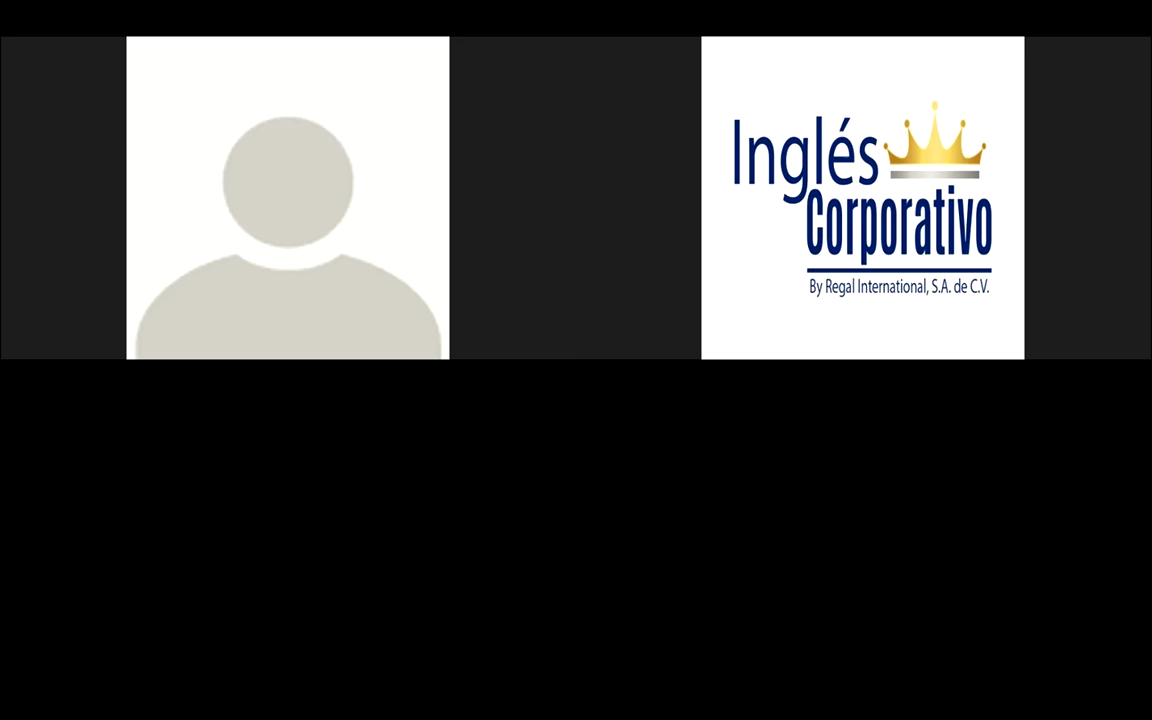 Inglés
Corporativo
By Regal International, S.A. de C.V.